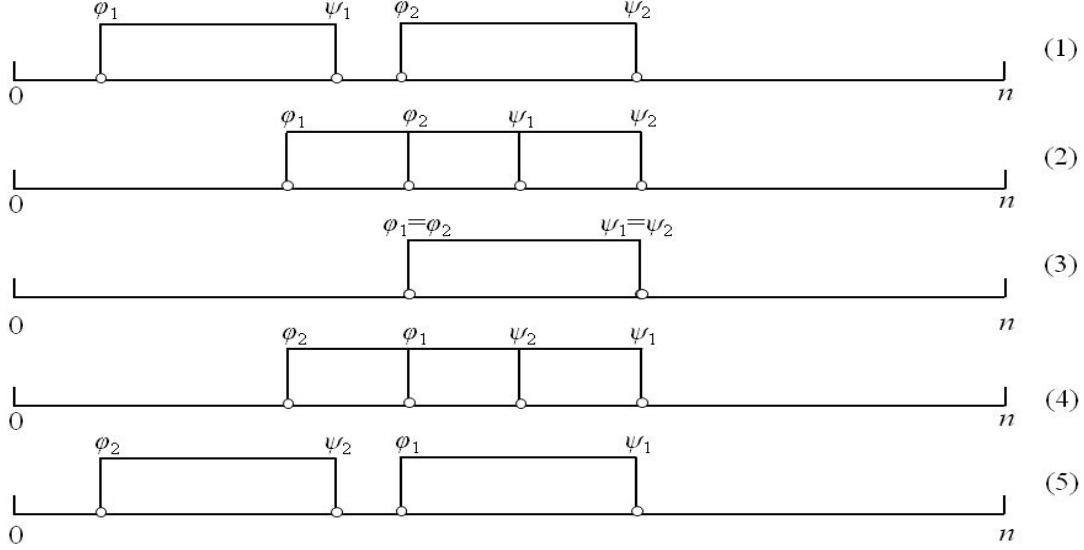 φ₁ ψ₁ φ₂ ψ₂
(1)
0 n
φ₁ φ₂ ψ₁ ψ₂
(2)
0 n
φ₁=φ₂ ψ₁=ψ₂
(3)
0 n
φ₂ φ₁ ψ₂ ψ₁
(4)
0 n
φ₂ ψ₂ φ₁ ψ₁
(5)
0 n